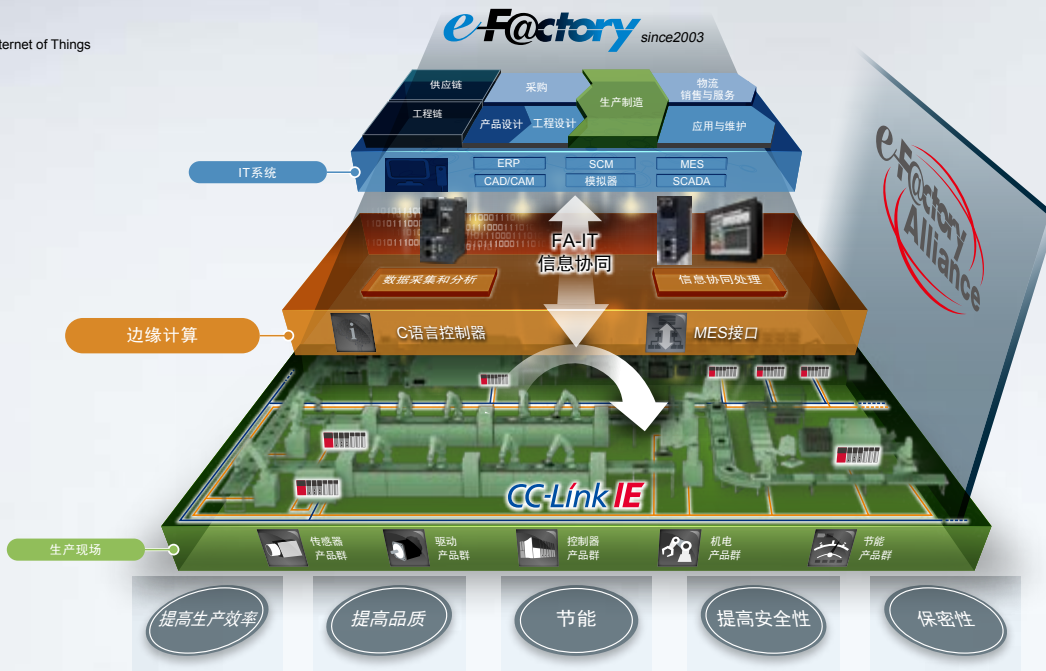 e-F@ctory since2003
ternet of Things
供应链
采购
生产制造
物流
销售与服务
工程链
产品设计
工程设计
应用与维护
IT系统
ERP
SCM
MES
CAD/CAM
模拟器
SCADA
e-F@ctory
Alliance
FA-IT
信息协同
数据采集和分析
信息协同处理
边缘计算
C语言控制器
MES接口
CC-Link IE
生产现场
传感器
产品群
驱动
产品群
控制器
产品群
机电
产品群
节能
产品群
提高生产效率
提高品质
节能
提高安全性
保密性